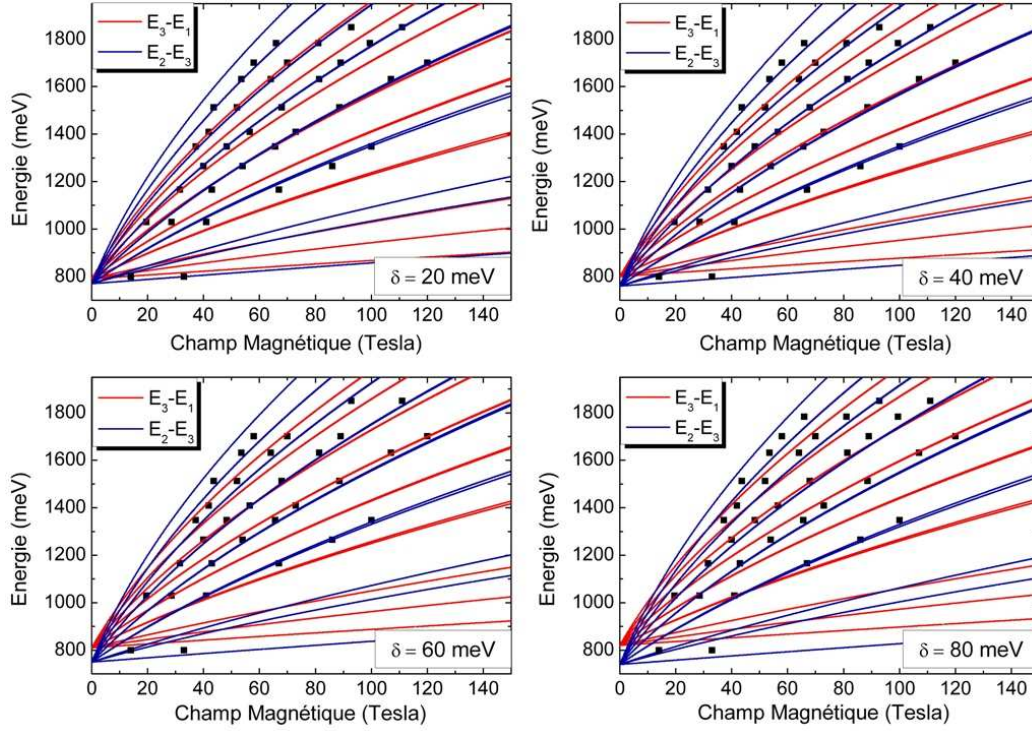 E3-E1
E2-E3
Energie (meV)
1800
1600
1400
1200
1000
800
δ = 20 meV
0 20 40 60 80 100 120 140
Champ Magnétique (Tesla)
E3-E1
E2-E3
Energie (meV)
1800
1600
1400
1200
1000
800
δ = 40 meV
0 20 40 60 80 100 120 140
Champ Magnétique (Tesla)
E3-E1
E2-E3
Energie (meV)
1800
1600
1400
1200
1000
800
δ = 60 meV
0 20 40 60 80 100 120 140
Champ Magnétique (Tesla)
E3-E1
E2-E3
Energie (meV)
1800
1600
1400
1200
1000
800
δ = 80 meV
0 20 40 60 80 100 120 140
Champ Magnétique (Tesla)